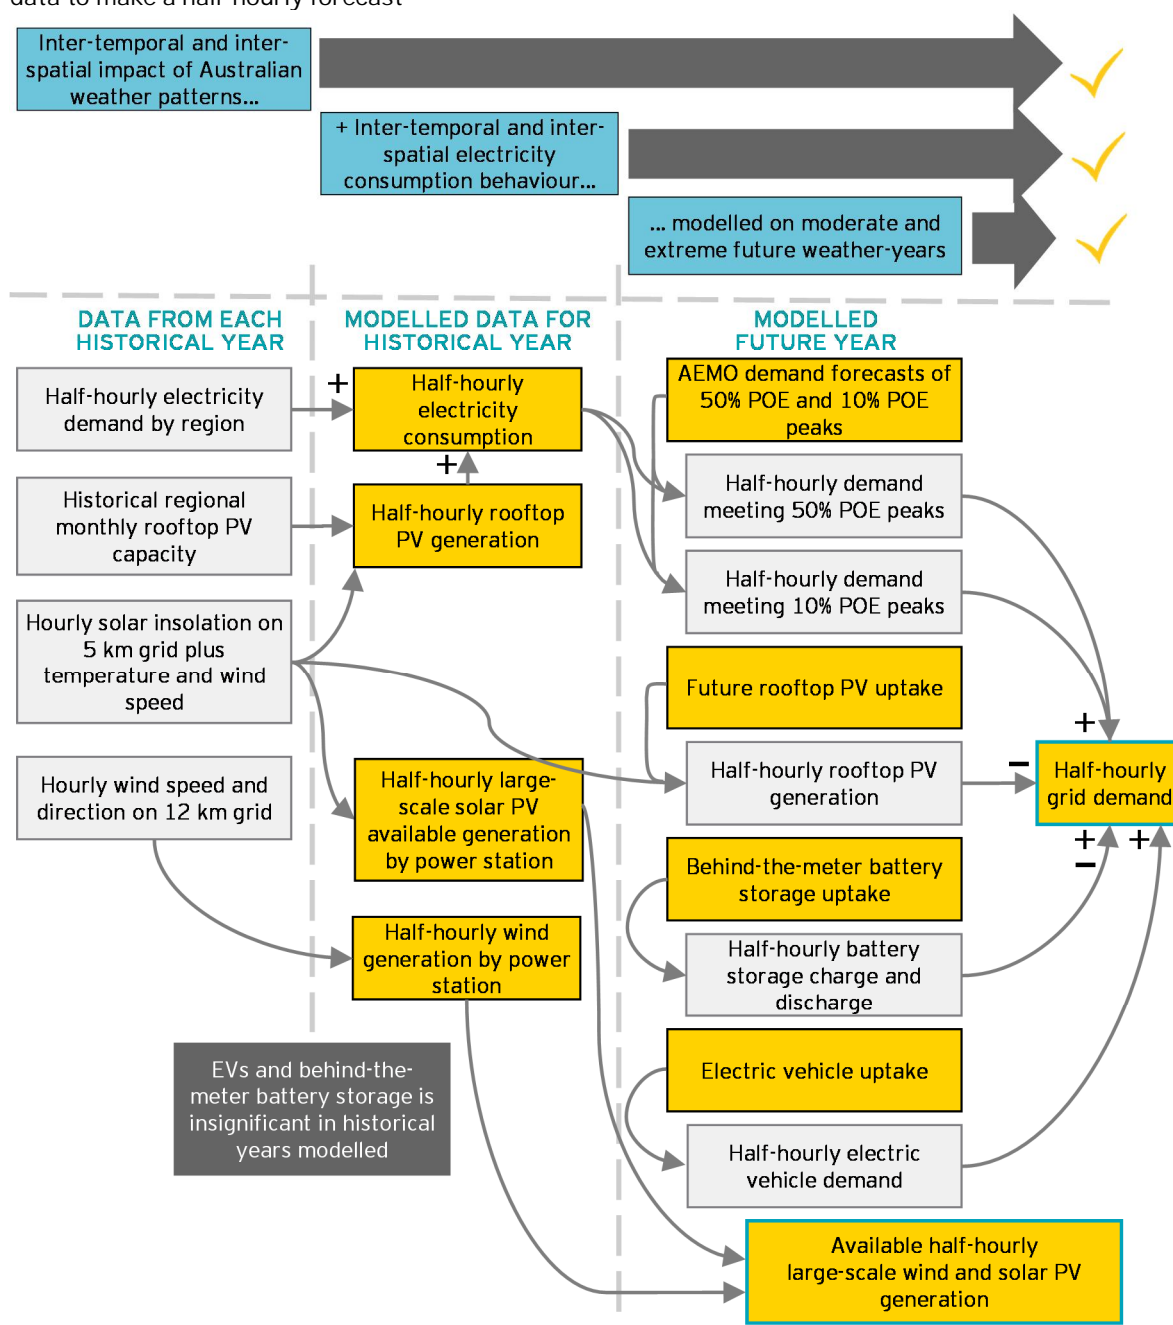 data to make a half-hourly forecast
Inter-temporal and inter-
spatial impact of Australian
weather patterns...
+ Inter-temporal and inter-
spatial electricity
consumption behaviour...
... modelled on moderate and
extreme future weather-years
DATA FROM EACH
HISTORICAL YEAR
MODELLED DATA FOR
HISTORICAL YEAR
MODELLED
FUTURE YEAR
Half-hourly electricity
demand by region
Historical regional
monthly rooftop PV
capacity
Hourly solar insolation on
5 km grid plus
temperature and wind
speed
Hourly wind speed and
direction on 12 km grid
+
Half-hourly
electricity
consumption
+
Half-hourly rooftop
PV generation
Half-hourly large-
scale solar PV
available generation
by power station
Half-hourly wind
generation by power
station
EVs and behind-the-
meter battery storage is
insignificant in historical
years modelled
AEMO demand forecasts of
50% POE and 10% POE
peaks
Half-hourly demand
meeting 50% POE peaks
Half-hourly demand
meeting 10% POE peaks
Future rooftop PV uptake
Half-hourly rooftop PV
generation
Behind-the-meter battery
storage uptake
Half-hourly battery
storage charge and
discharge
Electric vehicle uptake
Half-hourly electric
vehicle demand
+
−
Half-hourly
grid demand
+ +
−
Available half-hourly
large-scale wind and solar PV
generation